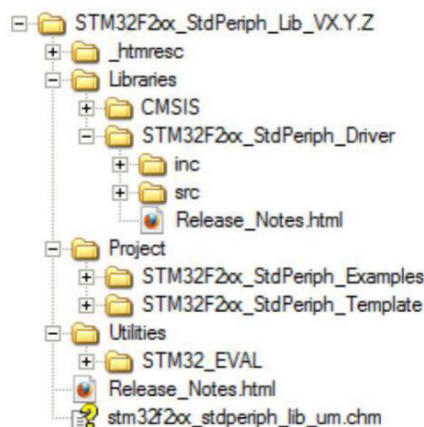 STM32F2xx_StdPeriph_Lib_VX.Y.Z
_htmresc
Libraries
CMSIS
STM32F2xx_StdPeriph_Driver
inc
src
Release_Notes.html
Project
STM32F2xx_StdPeriph_Examples
STM32F2xx_StdPeriph_Template
Utilities
STM32_EVAL
Release_Notes.html
stm32f2xx_stdperiph_lib_um.chm